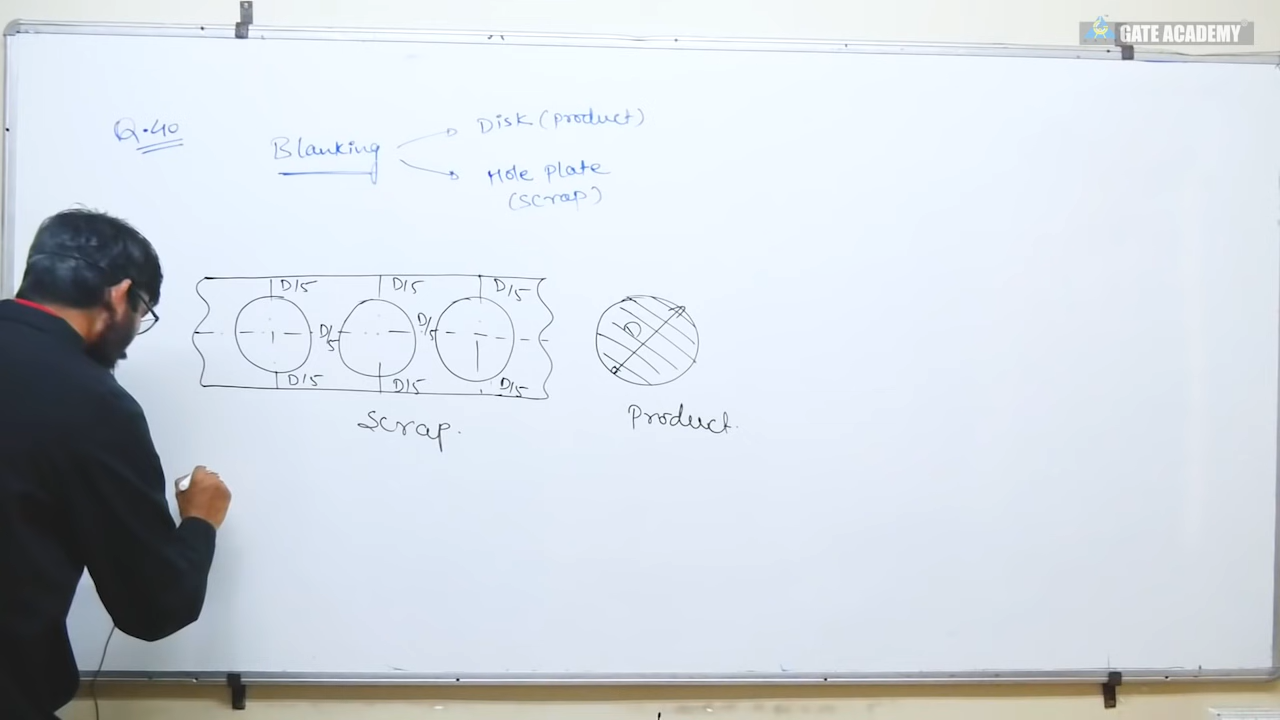 GATE ACADEMY
Q.40
Blanking
Disk (Product)
Hole plate
(scrap)
D/5 D/5 D/5
D/5 D/5
D
D/5 D/5 D/5
Scrap.
Product.